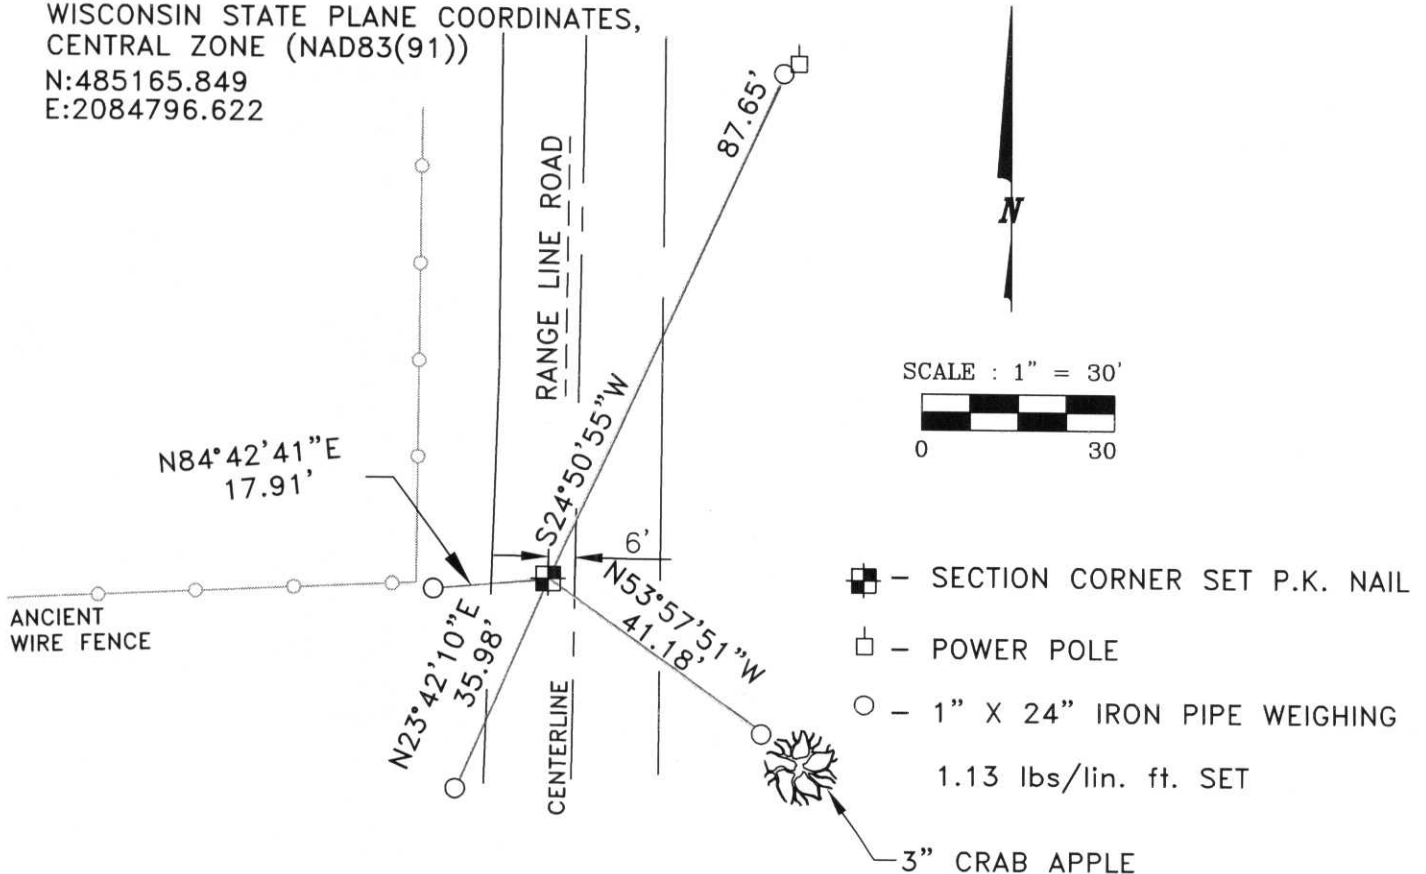 WISCONSIN STATE PLANE COORDINATES,
CENTRAL ZONE (NAD83(91))
N:485165.849
E:2084796.622
87.65'
RANGE LINE ROAD
N
SCALE : 1" = 30'
0 30
S24°50'55"W
N84°42'41"E
17.91'
6'
ANCIENT
WIRE FENCE
N53°57'51"W
41.18'
N23°42'10"E
35.98'
CENTERLINE
– SECTION CORNER SET P.K. NAIL
– POWER POLE
– 1" X 24" IRON PIPE WEIGHING
1.13 lbs/lin. ft. SET
3" CRAB APPLE